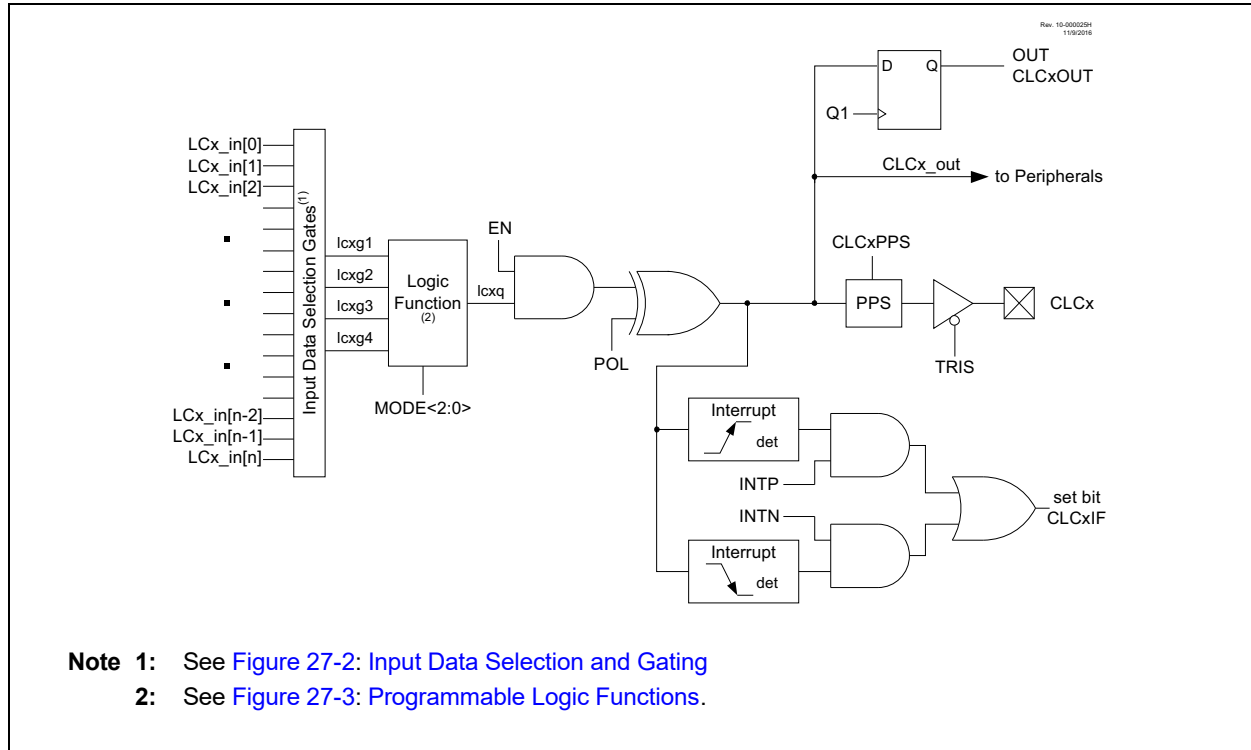 Rev. 10-000025H
11/9/2016
OUT
CLCxOUT
D Q
Q1
CLCx_out
to Peripherals
LCx_in[0]
LCx_in[1]
LCx_in[2]
Input Data Selection Gates(1)
lcxg1
lcxg2
lcxg3
lcxg4
Logic
Function
(2)
MODE<2:0>
lcxq
EN
POL
CLCxPPS
PPS
CLCx
TRIS
LCx_in[n-2]
LCx_in[n-1]
LCx_in[n]
Interrupt
det
INTP
INTN
Interrupt
det
set bit
CLCxIF
Note 1: See Figure 27-2: Input Data Selection and Gating
2: See Figure 27-3: Programmable Logic Functions.